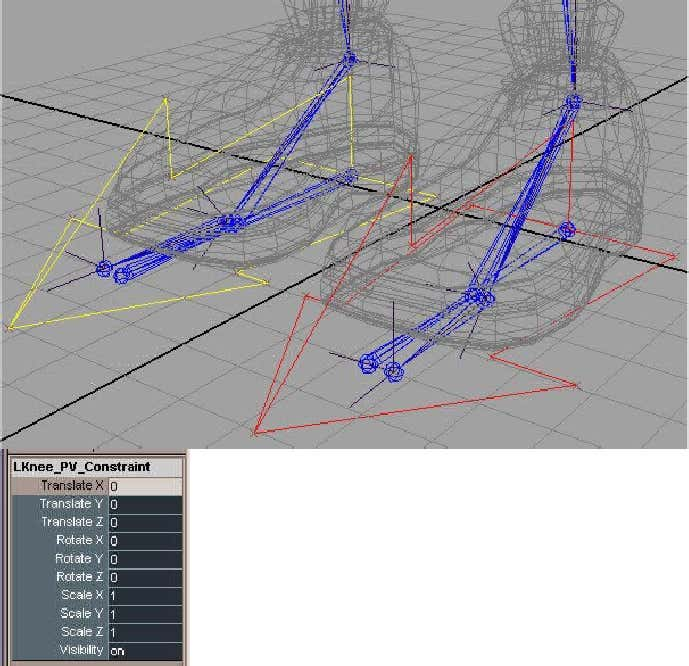 LKnee_PV_Constraint
Translate X 0
Translate Y 0
Translate Z 0
Rotate X 0
Rotate Y 0
Rotate Z 0
Scale X 1
Scale Y 1
Scale Z 1
Visibility on